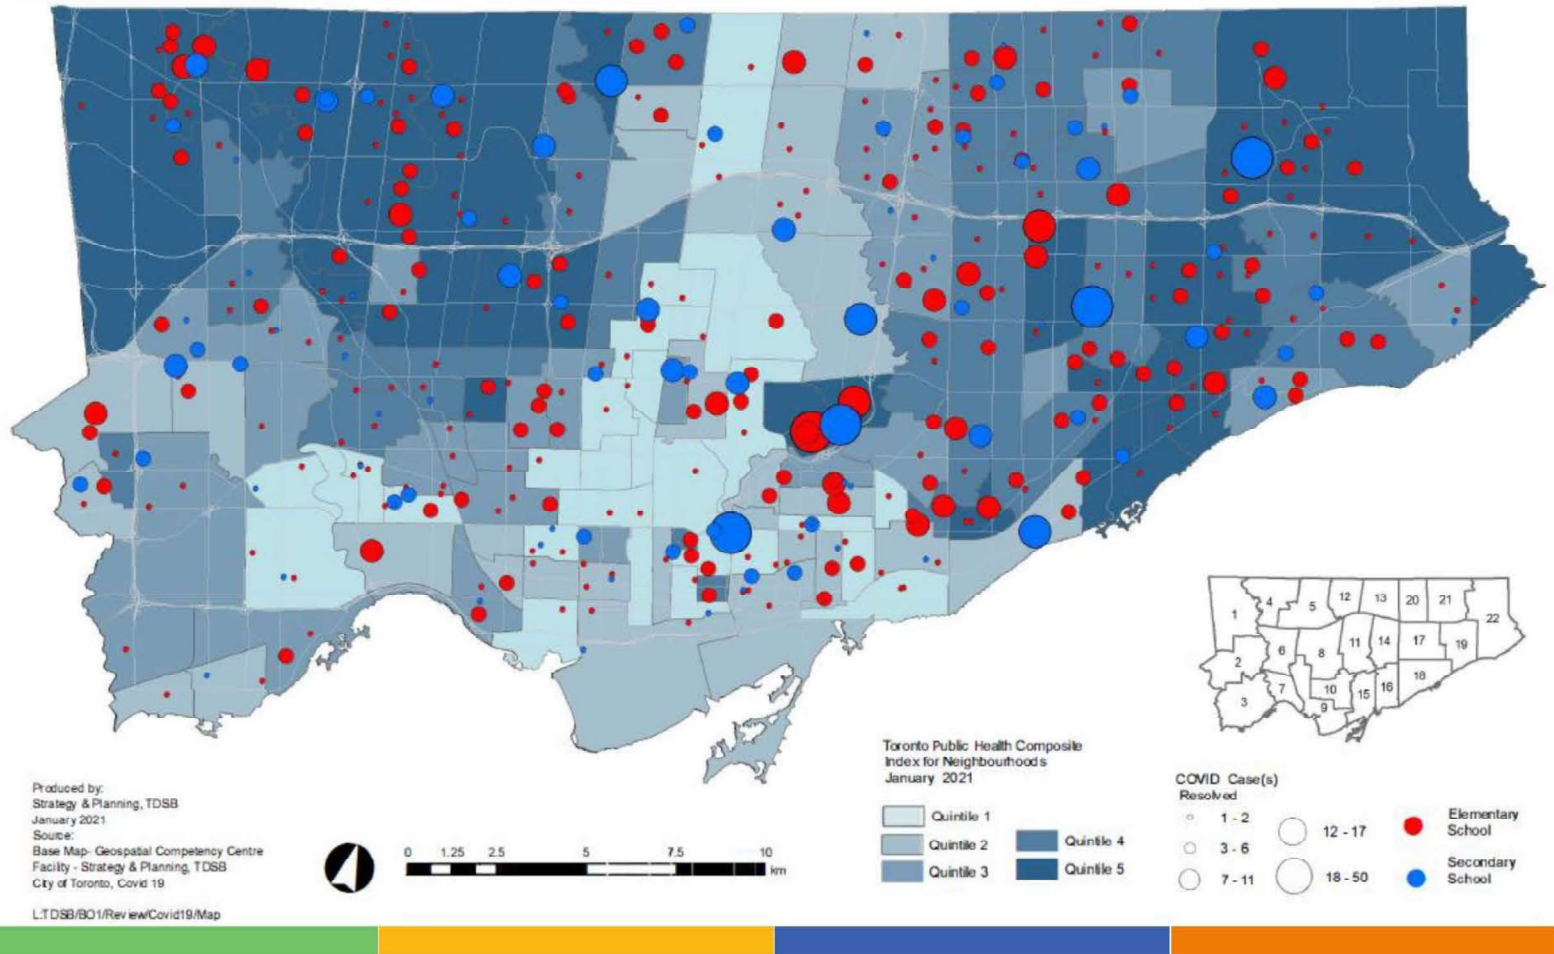 1
4
5
12
13
20
21
22
2
6
8
11
14
17
19
3
7
10
9
15
16
18
Toronto Public Health Composite
Index for Neighbourhoods
January 2021
Quintile 1
Quintile 2
Quintile 3
Quintile 4
Quintile 5
COVID Case(s)
Resolved
1 - 2
3 - 6
7 - 11
12 - 17
18 - 50
Elementary
School
Secondary
School
Produced by:
Strategy & Planning, TDSB
January 2021
Source:
Base Map- Geospatial Competency Centre
Facility - Strategy & Planning, TDSB
City of Toronto, Covid 19
L:TDSB/BO1/Review/Covid19/Map
0 1.25 2.5 5 7.5 10
km